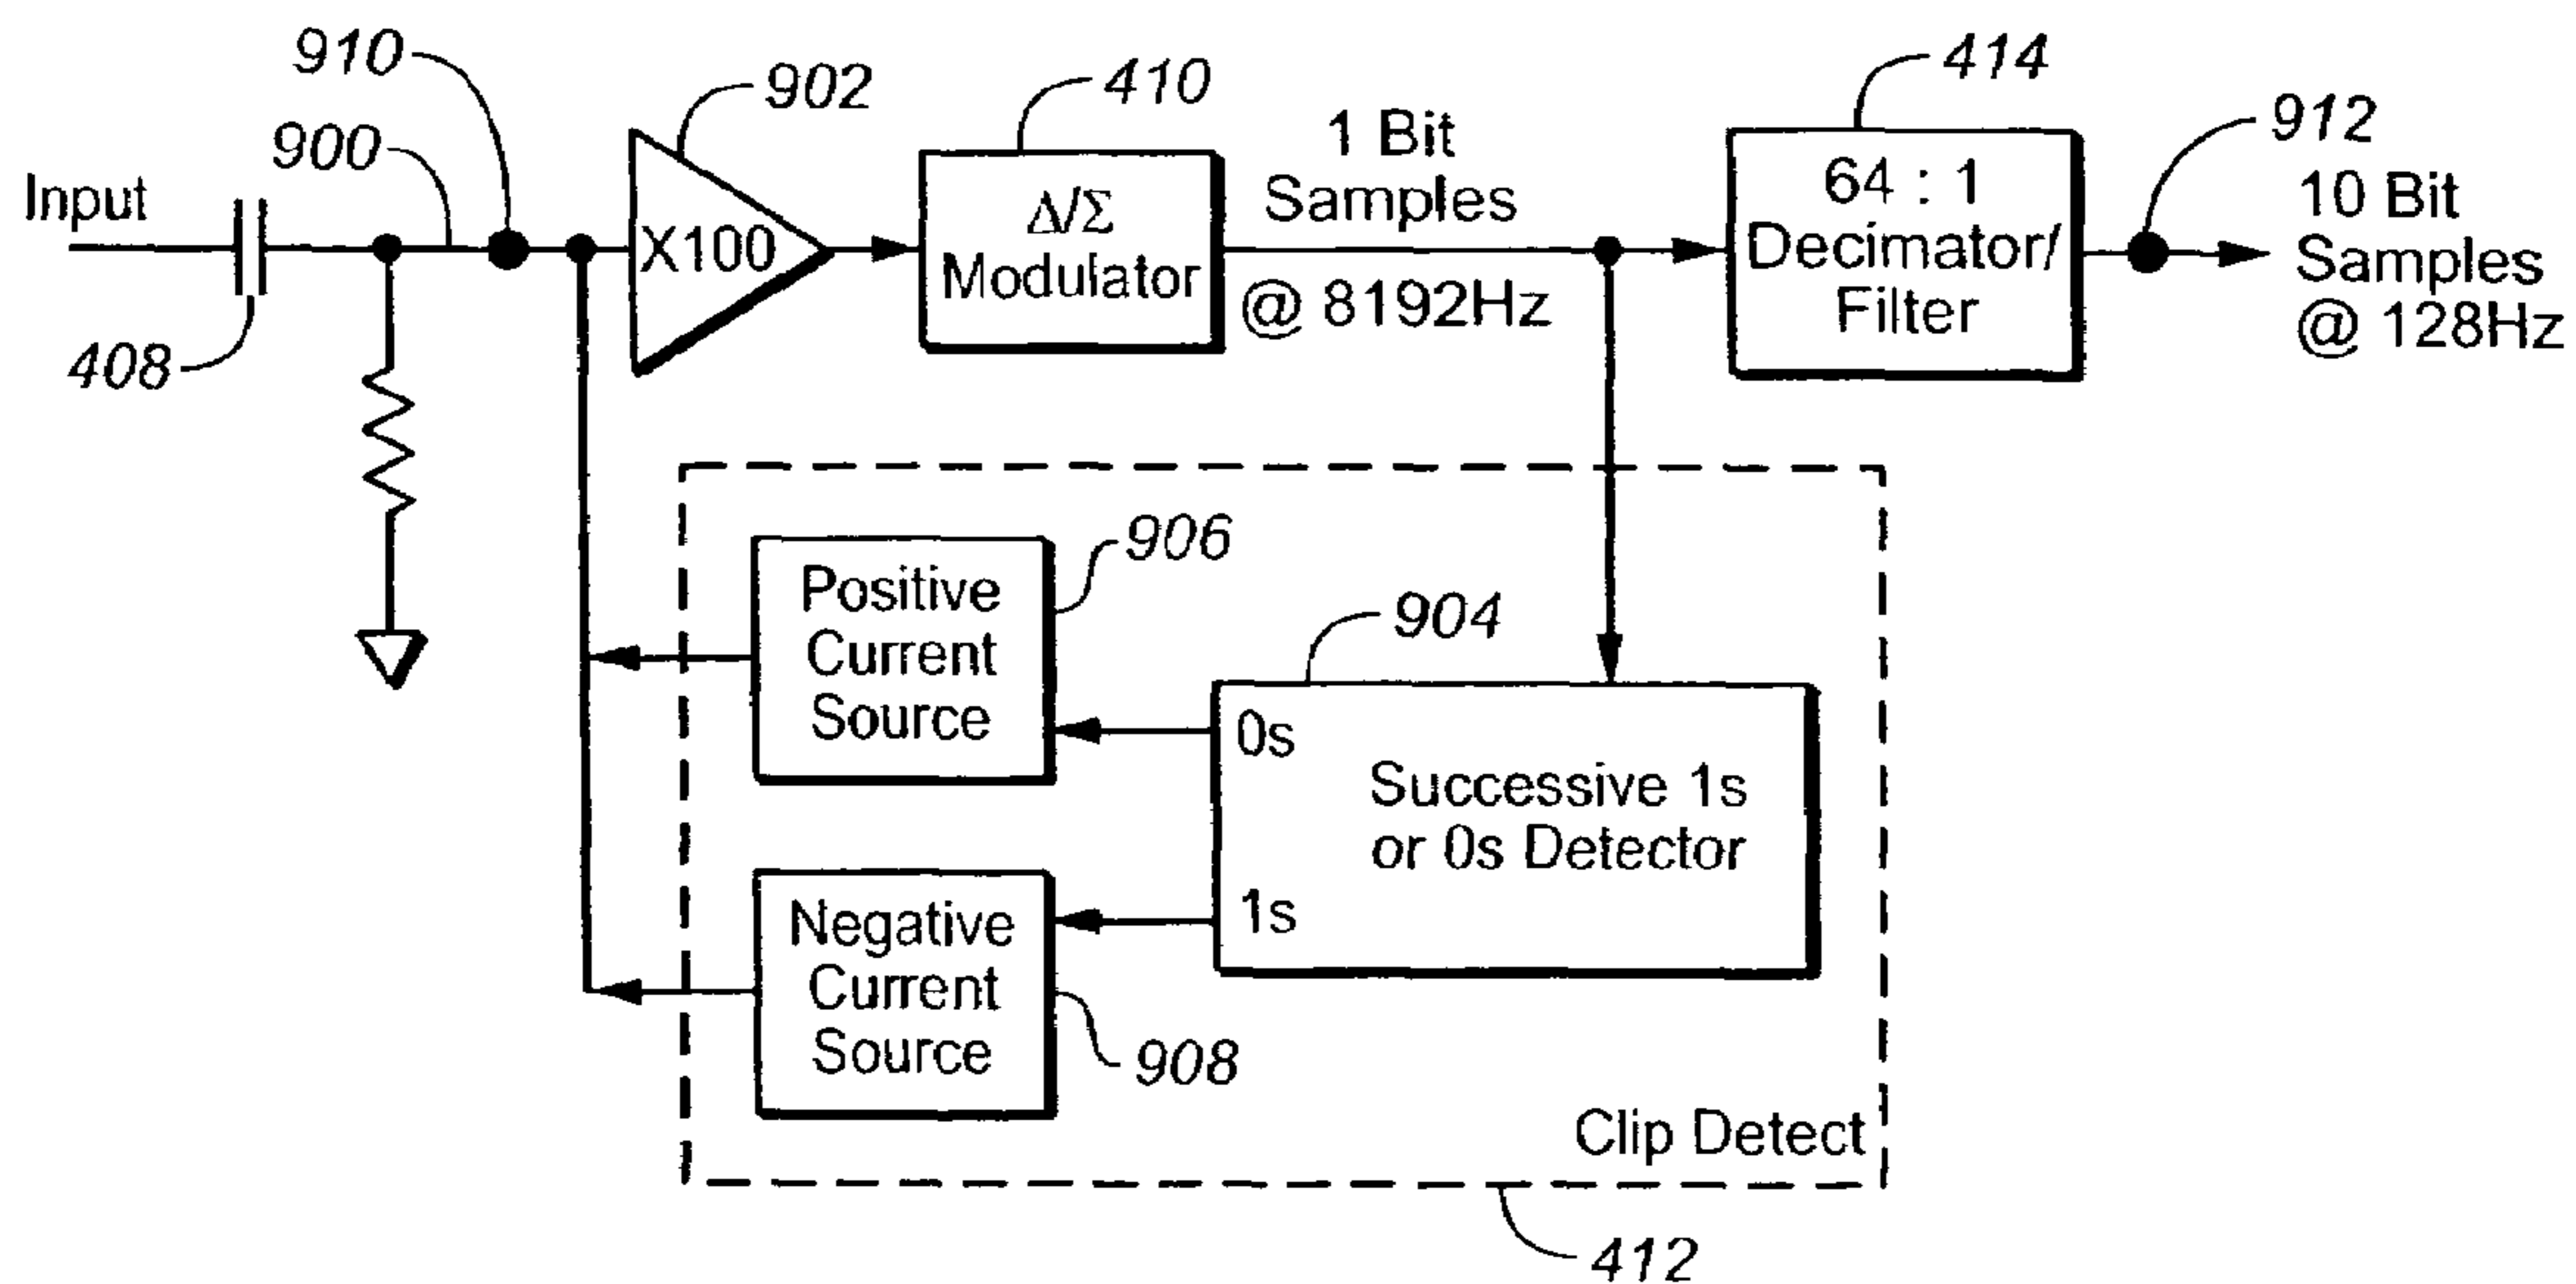 910
902
410
414
912
900
Input
X100
Δ/Σ
Modulator
1 Bit
Samples
@ 8192Hz
64 : 1
Decimator/
Filter
10 Bit
Samples
@ 128Hz
408
906
Positive
Current
Source
904
0s
Successive 1s
or 0s Detector
1s
Negative
Current
Source
908
Clip Detect
412